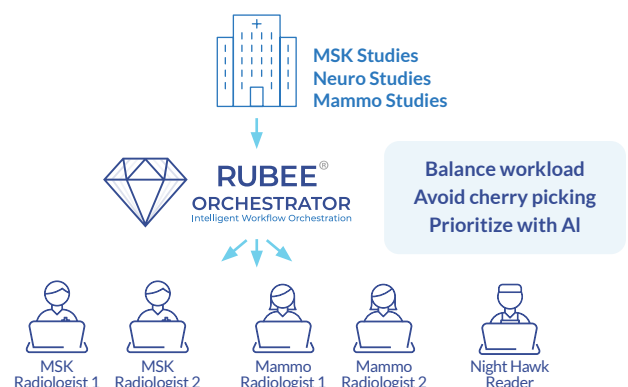 MSK Studies
Neuro Studies
Mammo Studies
RUBEE®
ORCHESTRATOR
Intelligent Workflow Orchestration
Balance workload
Avoid cherry picking
Prioritize with AI
MSK
Radiologist 1
MSK
Radiologist 2
Mammo
Radiologist 1
Mammo
Radiologist 2
Night Hawk
Reader